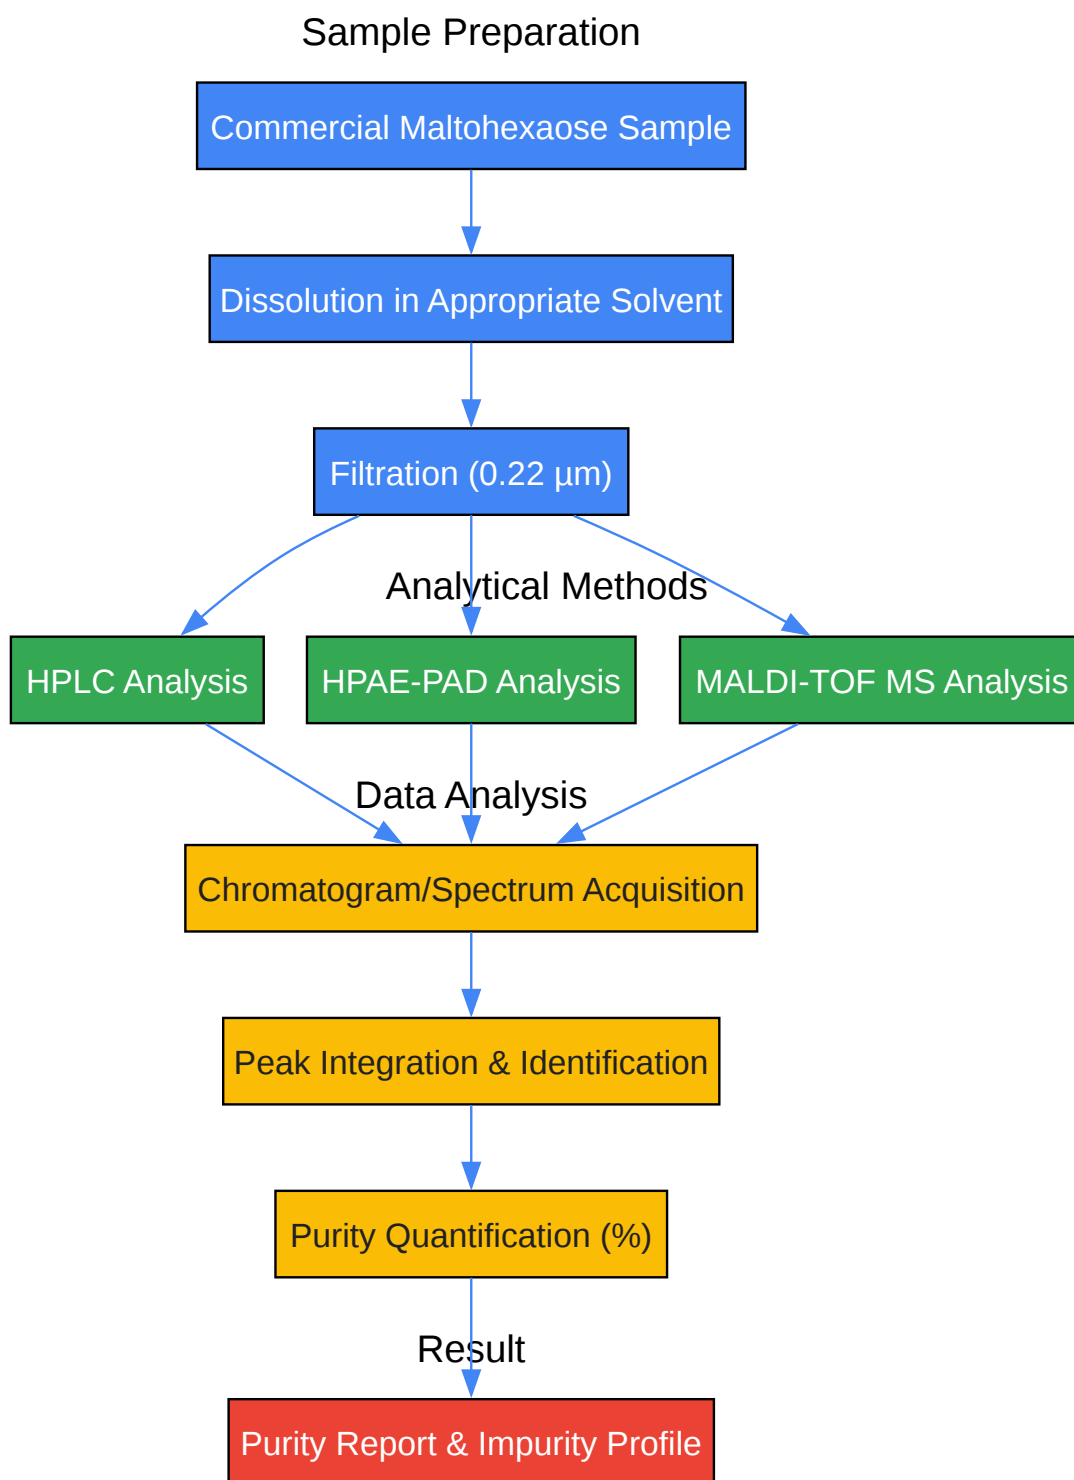 Sample Preparation
Commercial Maltohexaose Sample
Dissolution in Appropriate Solvent
Filtration (0.22 µm)
Analytical Methods
HPLC Analysis
HPAE-PAD Analysis
MALDI-TOF MS Analysis
Data Analysis
Chromatogram/Spectrum Acquisition
Peak Integration & Identification
Purity Quantification (%)
Result
Purity Report & Impurity Profile